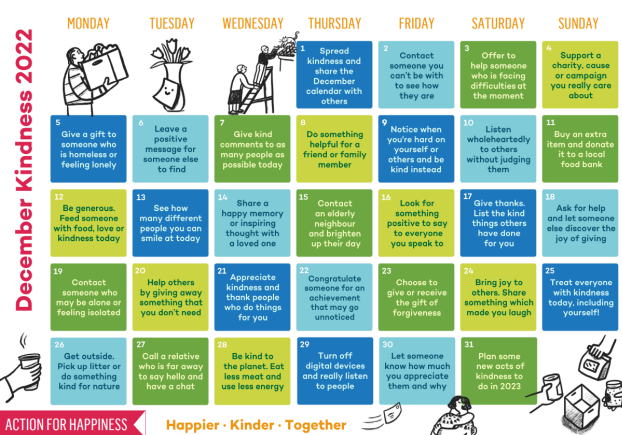 MONDAY
TUESDAY
WEDNESDAY
THURSDAY
FRIDAY
SATURDAY
SUNDAY
December Kindness 2022
1
Spread
kindness and
share the
December
calendar with
others
2
Contact
someone you
can't be with
to see how
they are
3
Offer to
help someone
who is facing
difficulties at
the moment
4
Support a
charity, cause
or campaign
you really care
about
5
Give a gift to
someone who
is homeless or
feeling lonely
6
Leave a
positive
message for
someone else
to find
7
Give kind
comments to as
many people as
possible today
8
Do something
helpful for a
friend or family
member
9
Notice when
you're hard on
yourself or
others and be
kind instead
10
Listen
wholeheartedly
to others
without judging
them
11
Buy an extra
item and donate
it to a local
food bank
12
Be generous.
Feed someone
with food, love or
kindness today
13
See how
many different
people you can
smile at today
14
Share a
happy memory
or inspiring
thought with
a loved one
15
Contact
an elderly
neighbour
and brighten
up their day
16
Look for
something
positive to say
to everyone
you speak to
17
Give thanks.
List the kind
things others
have done
for you
18
Ask for help
and let someone
else discover the
joy of giving
19
Contact
someone who
may be alone or
feeling isolated
20
Help others
by giving away
something that
you don't need
21
Appreciate
kindness and
thank people
who do things
for you
22
Congratulate
someone for an
achievement
that may go
unnoticed
23
Choose to
give or receive
the gift of
forgiveness
24
Bring joy to
others. Share
something which
made you laugh
25
Treat everyone
with kindness
today, including
yourself!
26
Get outside.
Pick up litter or
do something
kind for nature
27
Call a relative
who is far away
to say hello and
have a chat
28
Be kind to
the planet. Eat
less meat and
use less energy
29
Turn off
digital devices
and really listen
to people
30
Let someone
know how much
you appreciate
them and why
31
Plan some
new acts of
kindness to
do in 2023
ACTION FOR HAPPINESS
Happier · Kinder · Together